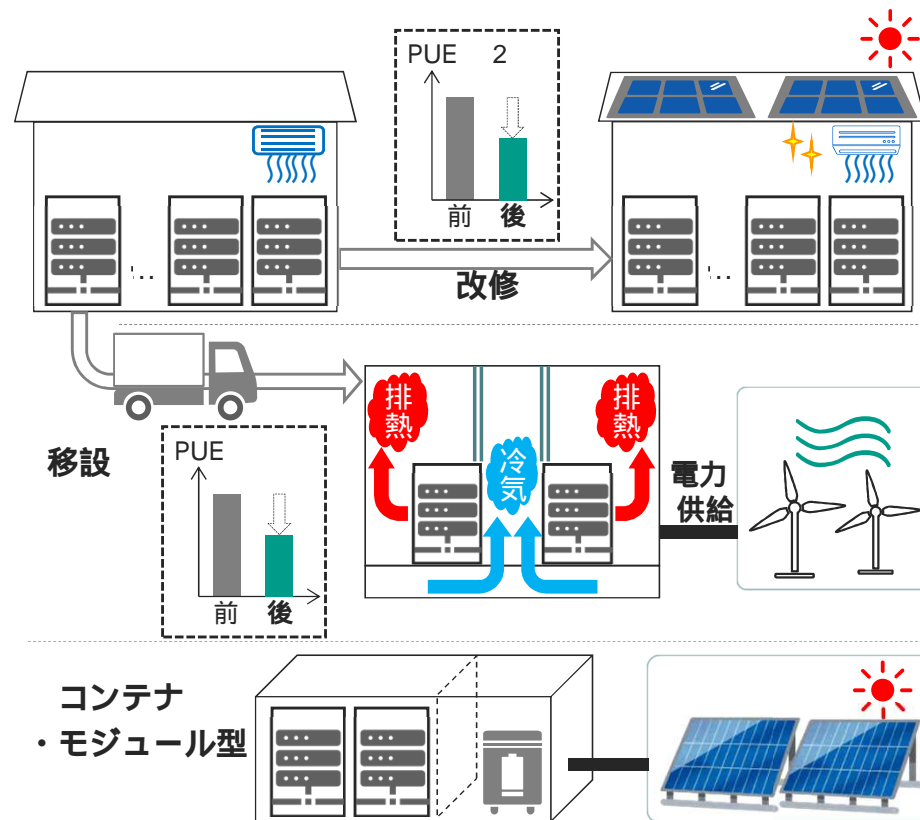 PUE 2
前 後
改修
移設
PUE
前 後
排熱
冷気
排熱
電力
供給
コンテナ
・モジュール型